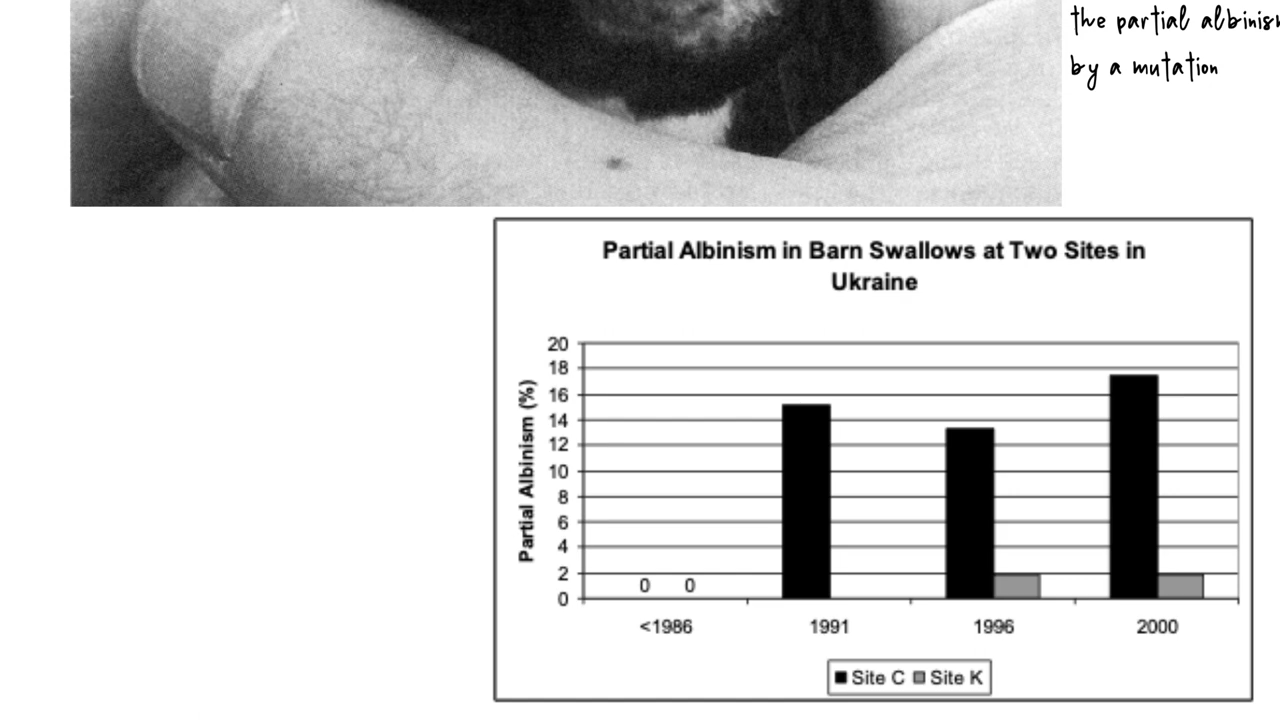 the partial
by a mutation
Partial Albinism in Barn Swallows at Two Sites in
Ukraine
Partial Albinism (%)
20
18
16
14
12
10
8
6
4
2
0
0 0
<1986 1991 1996 2000
Site C Site K